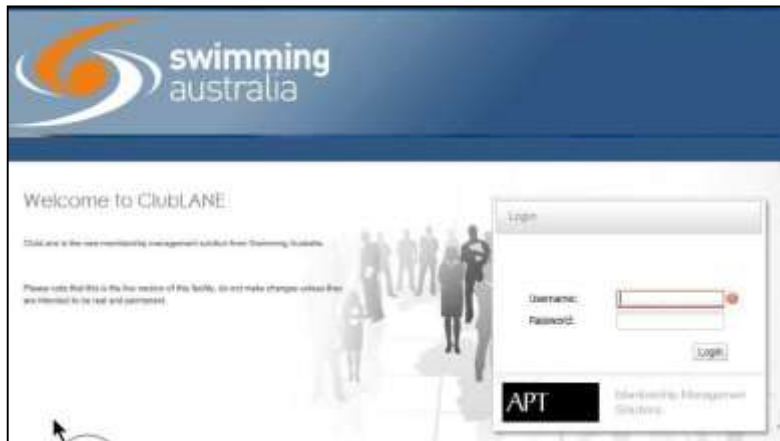 swimming
australia
Welcome to ClubLANE
Login
ClubLane is the new membership management solution from Swimming Australia.
Please note that this is the live version of this facility, do not make changes unless they
are intended to be real and permanent.
Username:
Password:
Login
APT
Membership Management
Solutions